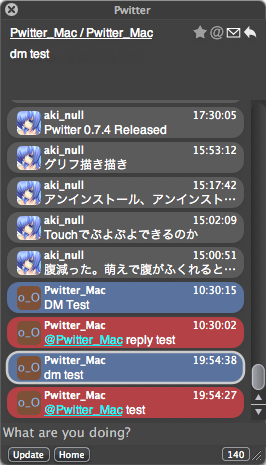 Pwitter
Pwitter_Mac / Pwitter_Mac
dm test
aki_null 17:30:05
Pwitter 0.7.4 Released
aki_null 15:53:12
グリフ描き描き
aki_null 15:17:42
アンインストール、アンインスト…
aki_null 15:02:09
Touchでぷよぷよできるのか
aki_null 15:00:51
腹減った。萌えで腹がふくれると…
o_O Pwitter_Mac 10:30:15
DM Test
o_O Pwitter_Mac 10:30:02
@Pwitter_Mac reply test
o_O Pwitter_Mac 19:54:38
dm test
o_O Pwitter_Mac 19:54:27
@Pwitter_Mac test
What are you doing?
Update Home 140